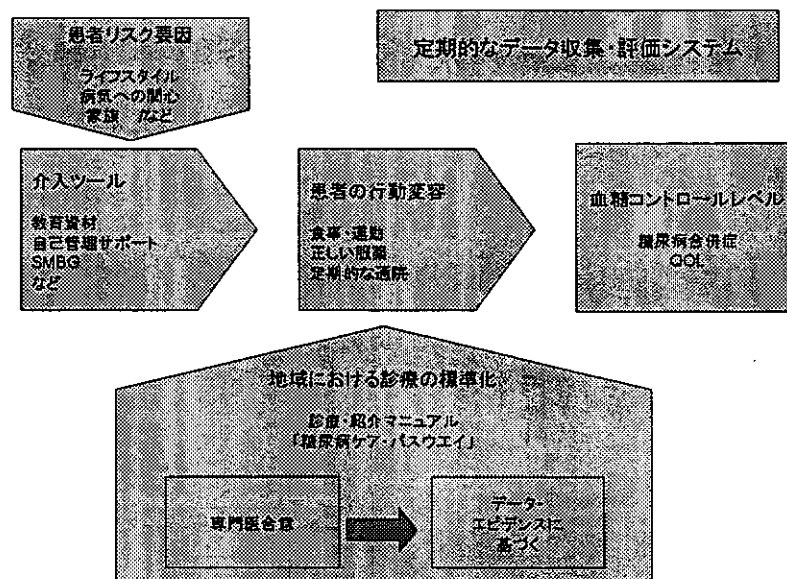 患者リスク要因
ライフスタイル
病気への関心
家族 など
定期的なデータ収集・評価システム
介入ツール
教育資材
自己管理サポート
SMBG
など
患者の行動変容
食事・運動
正しい服薬
定期的な通院
血糖コントロールレベル
糖尿病合併症
QOL
地域における診療の標準化
診療・紹介マニュアル
「糖尿病ケア・パスウエイ」
専門医合意
データ・
エビデンスに
基づく